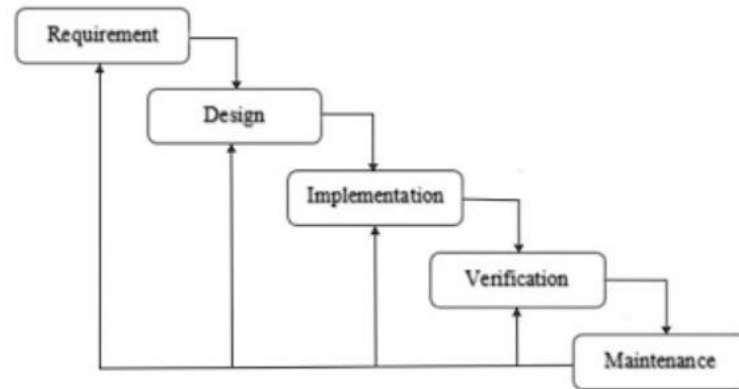 Requirement
Design
Implementation
Verification
Maintenance